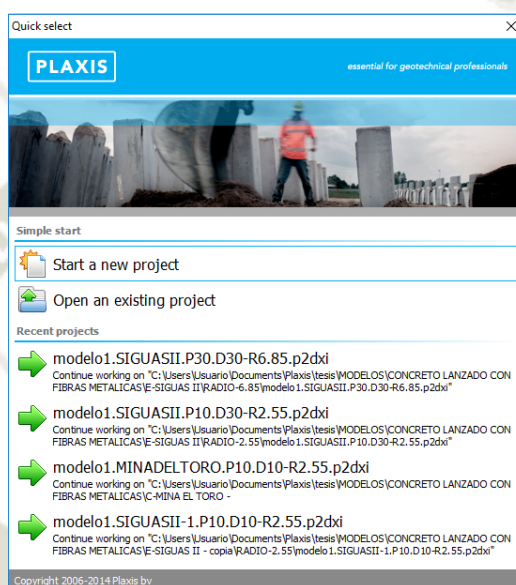 Quick select
PLAXIS
essential for geotechnical professionals
Simple start
Start a new project
Open an existing project
Recent projects
modelo1.SIGUASII.P30.D30-R6.85.p2dxi
Continue working on "C:\Users\Usuario\Documents\Plaxis\tesis\MODELOS\CONCRETO LANZADO CON
FIBRAS METALICAS\E-SIGUAS II\RADIO-6.85\modelo1.SIGUASII.P30.D30-R6.85.p2dxi"
modelo1.SIGUASII.P10.D30-R2.55.p2dxi
Continue working on "C:\Users\Usuario\Documents\Plaxis\tesis\MODELOS\CONCRETO LANZADO CON
FIBRAS METALICAS\E-SIGUAS II\RADIO-2.55\modelo1.SIGUASII.P10.D30-R2.55.p2dxi"
modelo1.MINADELTORO.P10.D10-R2.55.p2dxi
Continue working on "C:\Users\Usuario\Documents\Plaxis\tesis\MODELOS\CONCRETO LANZADO CON
FIBRAS METALICAS\C-MINA EL TORO -
modelo1.SIGUASII-1.P10.D10-R2.55.p2dxi
Continue working on "C:\Users\Usuario\Documents\Plaxis\tesis\MODELOS\CONCRETO LANZADO CON
FIBRAS METALICAS\E-SIGUAS II - copia\RADIO-2.55\modelo1.SIGUASII-1.P10.D10-R2.55.p2dxi"
Copyright 2006-2014 Plaxis bv